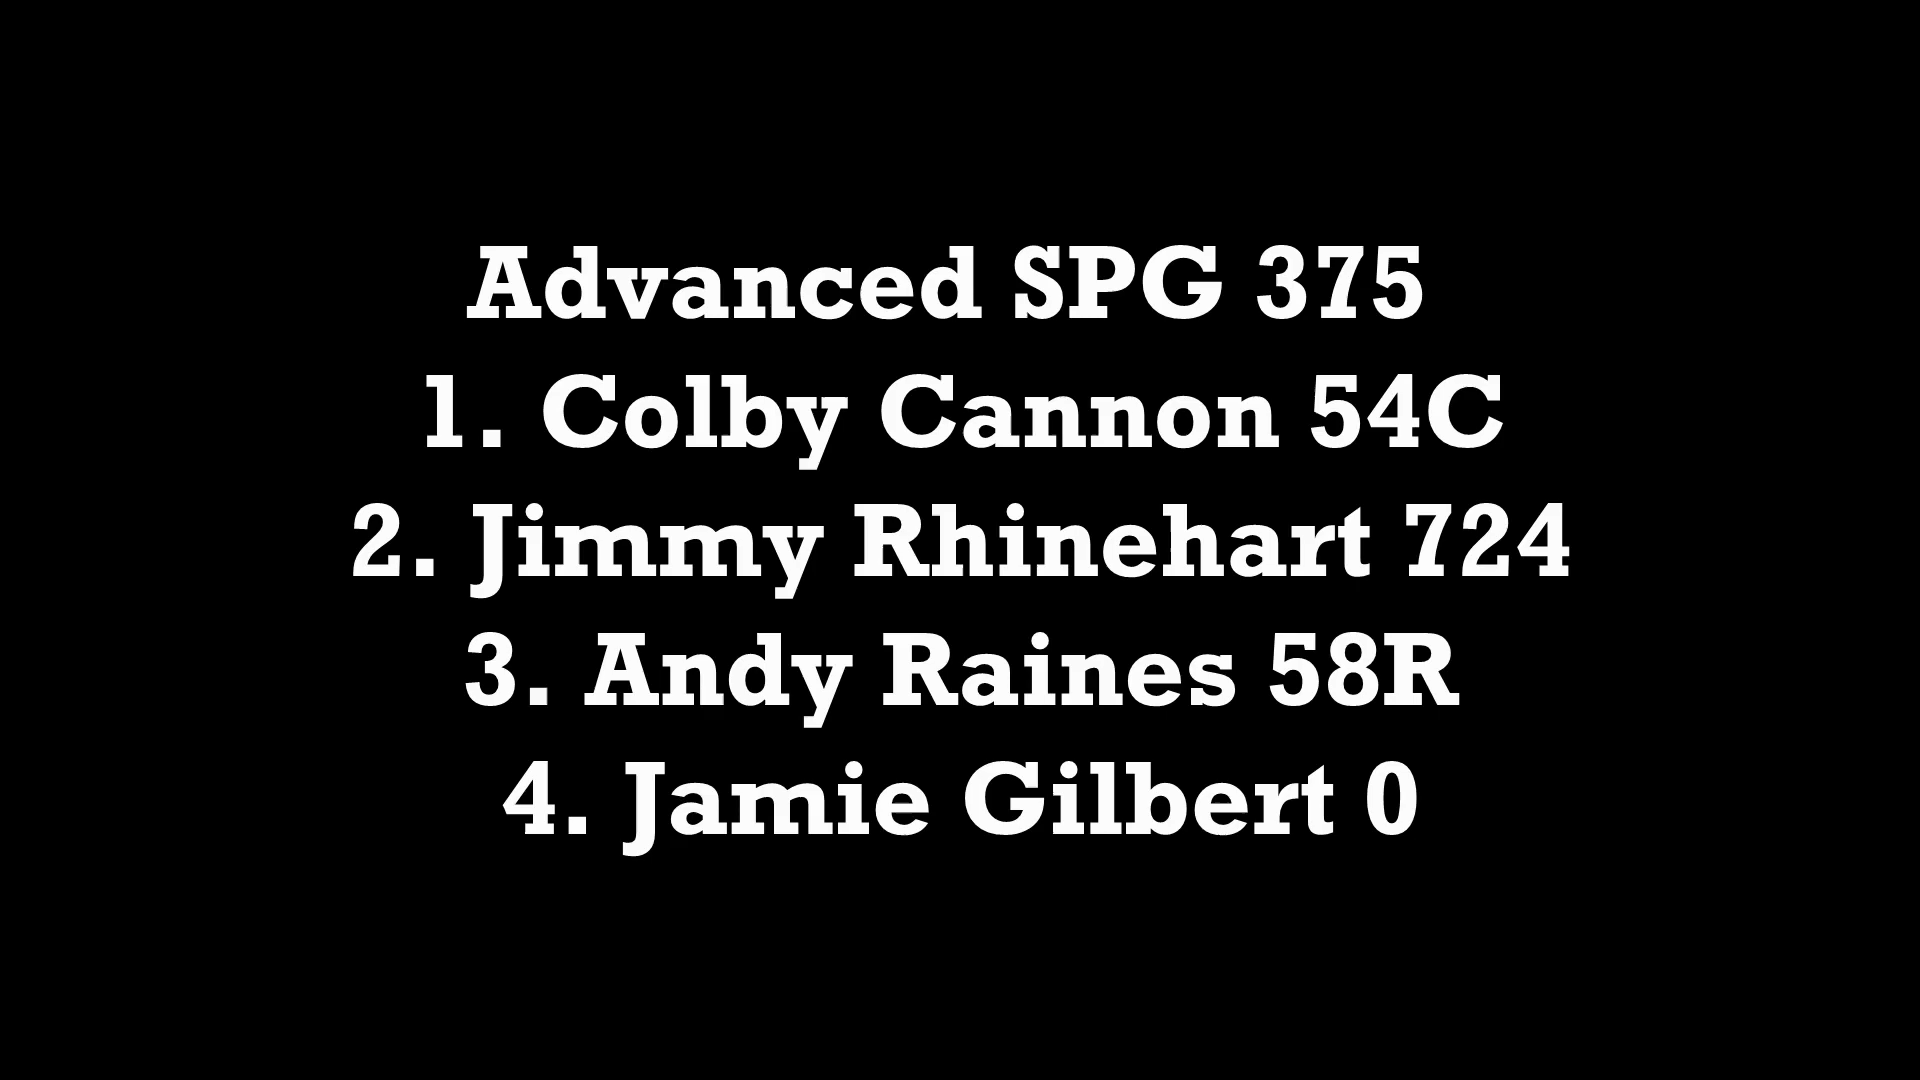 Advanced SPG 375
1. Colby Cannon 54C
2. Jimmy Rhinehart 724
3. Andy Raines 58R
4. Jamie Gilbert 0